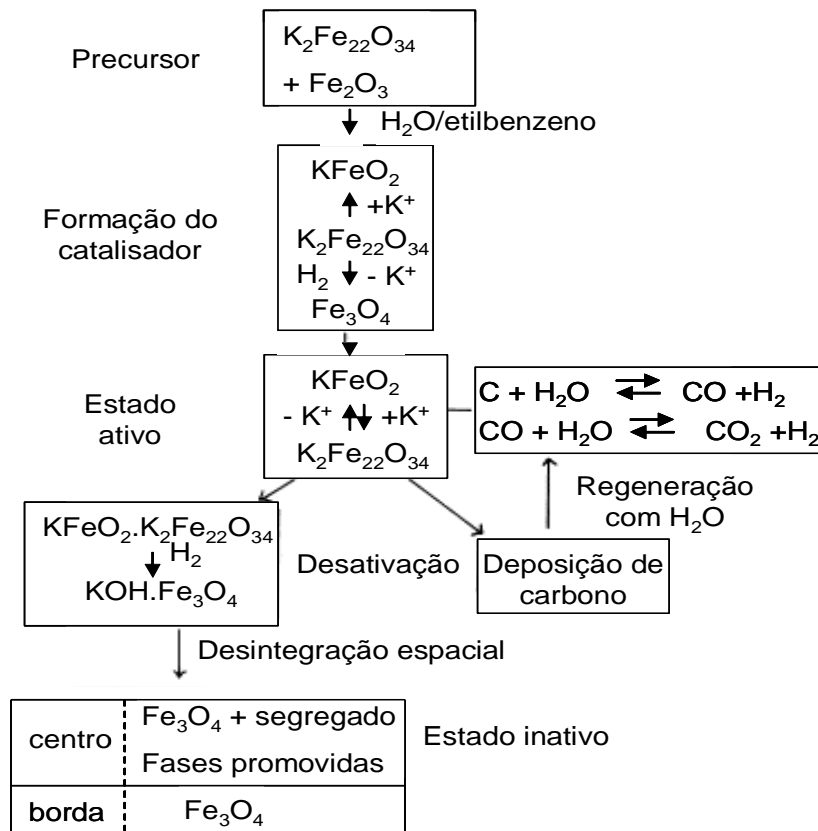 Precursor
K₂Fe₂₂O₃₄
+ Fe₂O₃
H₂O/etilbenzeno
Formação do
catalisador
KFeO₂
+K⁺
K₂Fe₂₂O₃₄
H₂ - K⁺
Fe₃O₄
Estado
ativo
KFeO₂
- K⁺ +K⁺
K₂Fe₂₂O₃₄
C + H₂O ⇄ CO +H₂
CO + H₂O ⇄ CO₂ +H₂
Regeneração
com H₂O
KFeO₂.K₂Fe₂₂O₃₄
H₂
KOH.Fe₃O₄
Desativação
Deposição de
carbono
Desintegração espacial
centro
Fe₃O₄ + segregado
Fases promovidas
Estado inativo
borda
Fe₃O₄